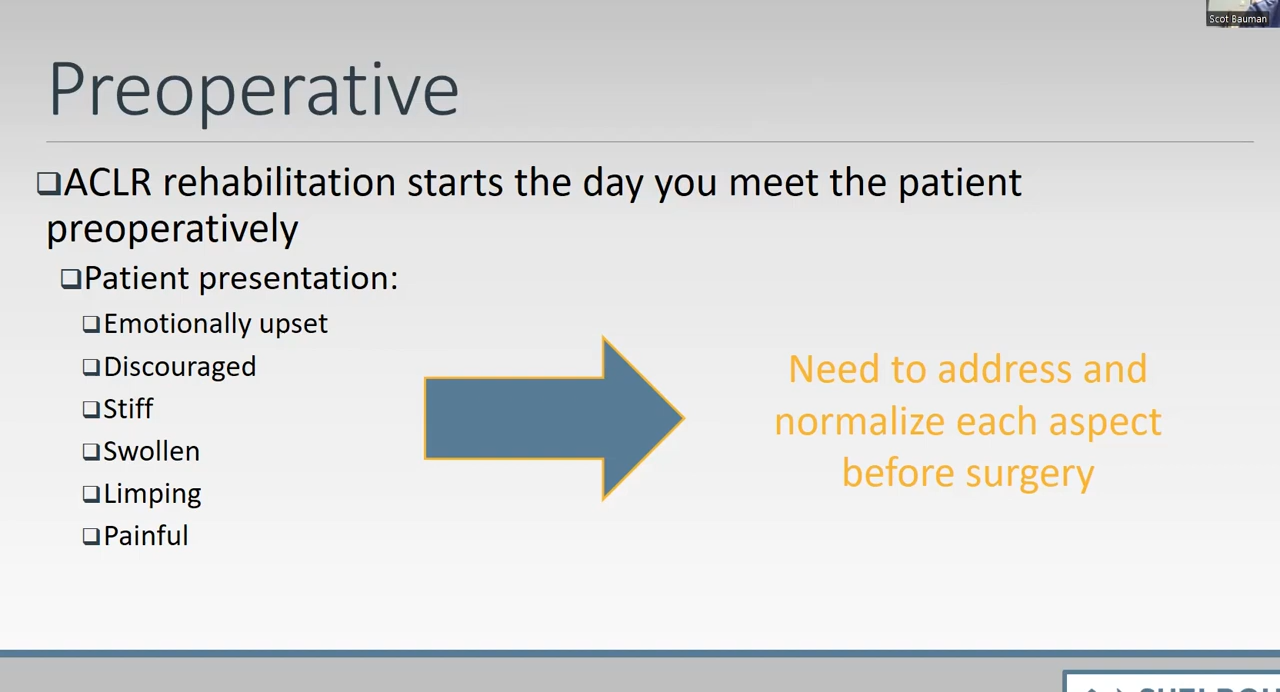 Scot Bauman
Preoperative
❑ACLR rehabilitation starts the day you meet the patient
preoperatively
❑Patient presentation:
❑Emotionally upset
❑Discouraged
❑Stiff
❑Swollen
❑Limping
❑Painful
Need to address and
normalize each aspect
before surgery